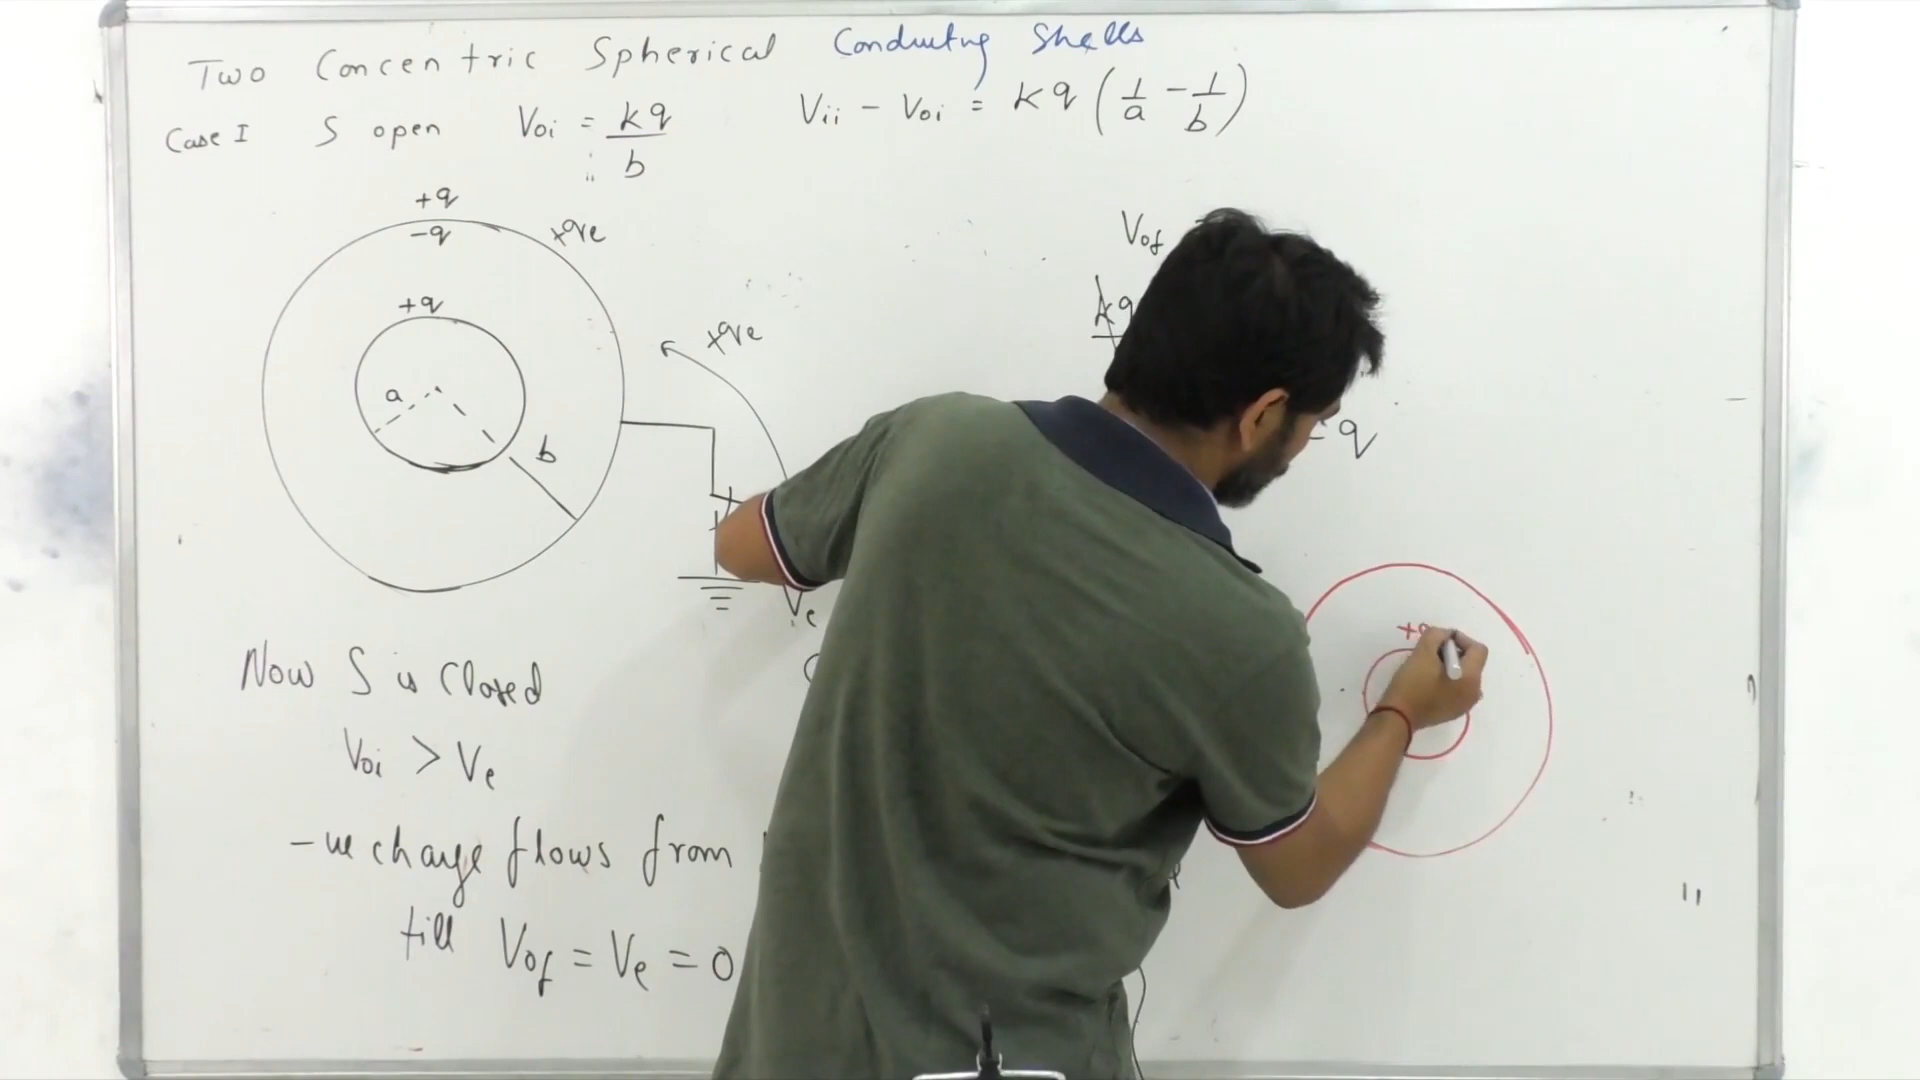 Two Concentric Spherical Conducting Shells
Case I S open Voi = kq/b
Vii - Voi = kq (1/a - 1/b)
+q
-q
+ve
+q
a
b
+ve
Ve
Vof
kq
= q
+q
Now S is Closed
Voi > Ve
-ve charge flows from
till Vof = Ve = 0